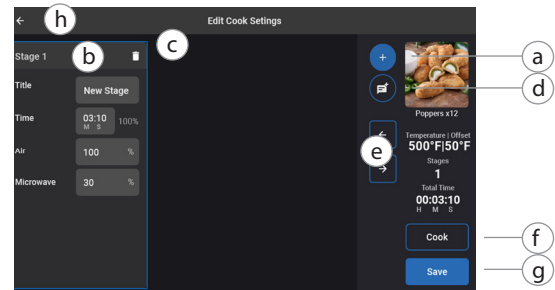 h
Edit Cook Setings
c
a
Stage 1
b
Title
New Stage
d
Poppers x12
Time
03:10
M S
100%
Temperature | Offset
500°F|50°F
e
Air
100 %
Stages
1
Microwave
30 %
Total Time
00:03:10
H M S
Cook
f
Save
g